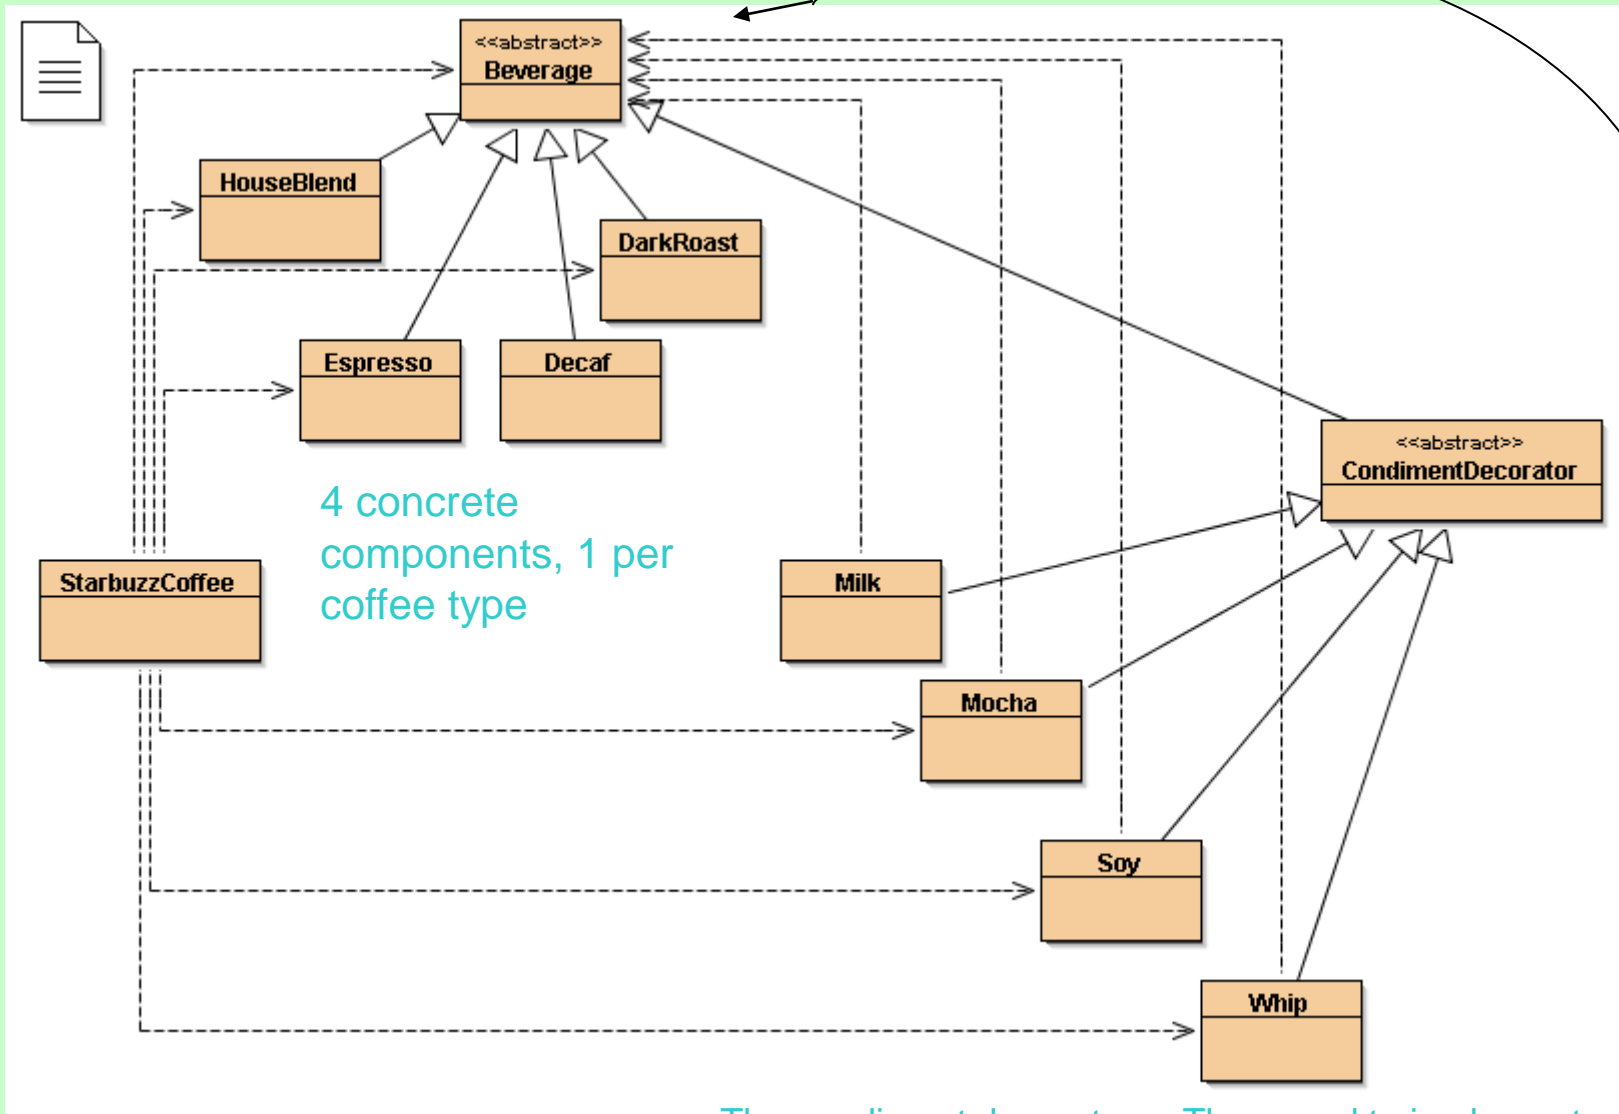 <<abstract>>
Beverage
HouseBlend
DarkRoast
Espresso
Decaf
<<abstract>>
CondimentDecorator
4 concrete
components, 1 per
coffee type
StarbuzzCoffee
Milk
Mocha
Soy
Whip